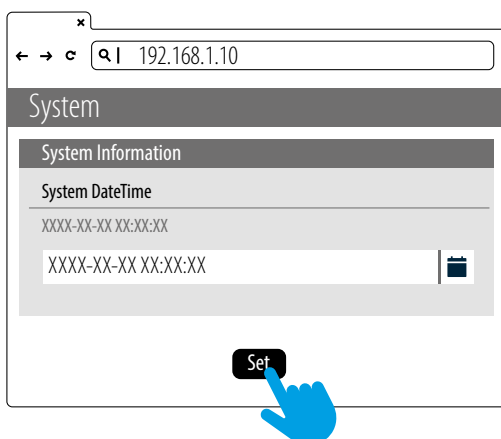 192.168.1.10
System
System Information
System DateTime
XXXX-XX-XX XX:XX:XX
XXXX-XX-XX XX:XX:XX
Set